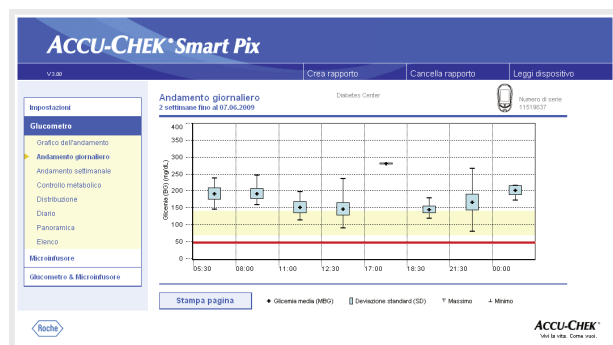 ACCU-CHEK® Smart Pix
V 3.00
Crea rapporto
Cancella rapporto
Leggi dispositivo
Impostazioni
Glucometro
Grafico dell'andamento
Andamento giornaliero
Andamento settimanale
Controllo metabolico
Distribuzione
Diario
Panoramica
Elenco
Microinfusore
Glucometro & Microinfusore
Andamento giornaliero
2 settimane fino al 07.06.2009
Diabetes Center
Numero di serie
11519637
Glicemia (BG) (mg/dL)
400
350
300
250
200
150
100
50
0
05:30 08:00 11:00 12:30 17:00 18:30 21:30 00:00
Stampa pagina
Glicemia media (MBG) Deviazione standard (SD) Massimo Minimo
Roche
ACCU-CHEK®
Vivi la vita. Come vuoi.